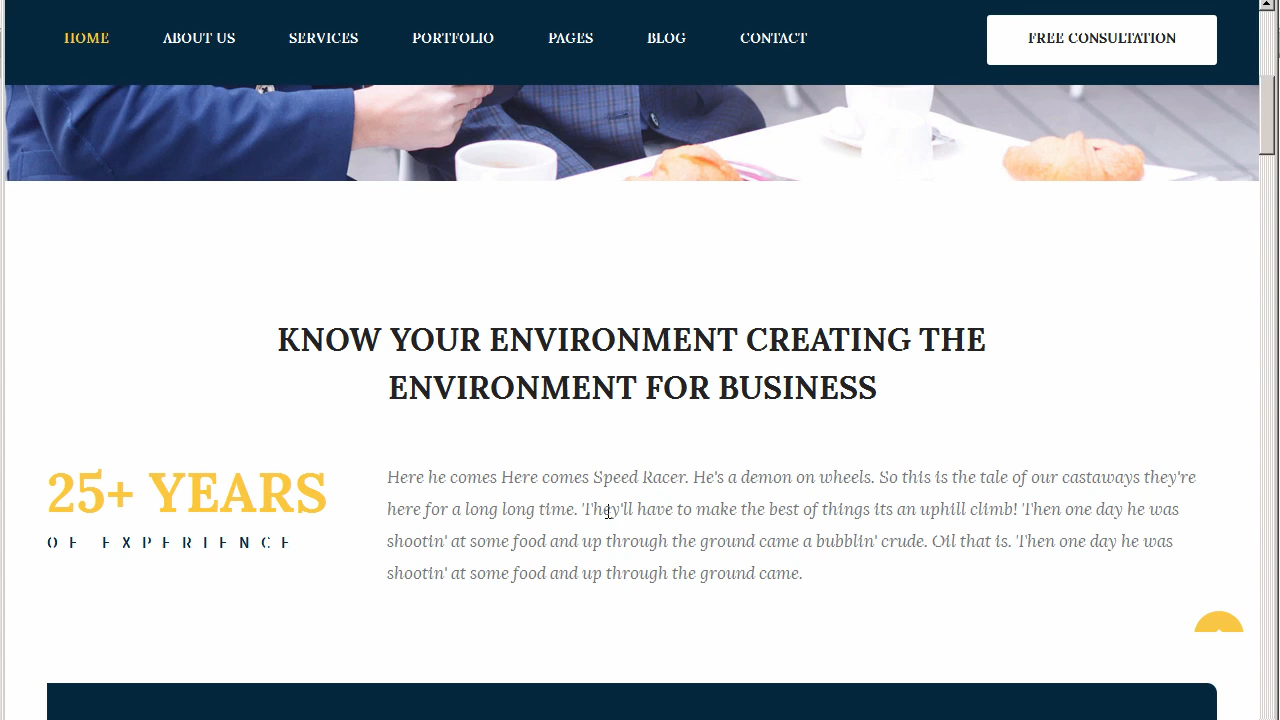 HOME ABOUT US SERVICES PORTFOLIO PAGES BLOG CONTACT FREE CONSULTATION
KNOW YOUR ENVIRONMENT CREATING THE
ENVIRONMENT FOR BUSINESS
25+ YEARS
OF EXPERIENCE
Here he comes Here comes Speed Racer. He's a demon on wheels. So this is the tale of our castaways they're
here for a long long time. They'll have to make the best of things its an uphill climb! Then one day he was
shootin' at some food and up through the ground came a bubblin' crude. Oil that is. Then one day he was
shootin' at some food and up through the ground came.